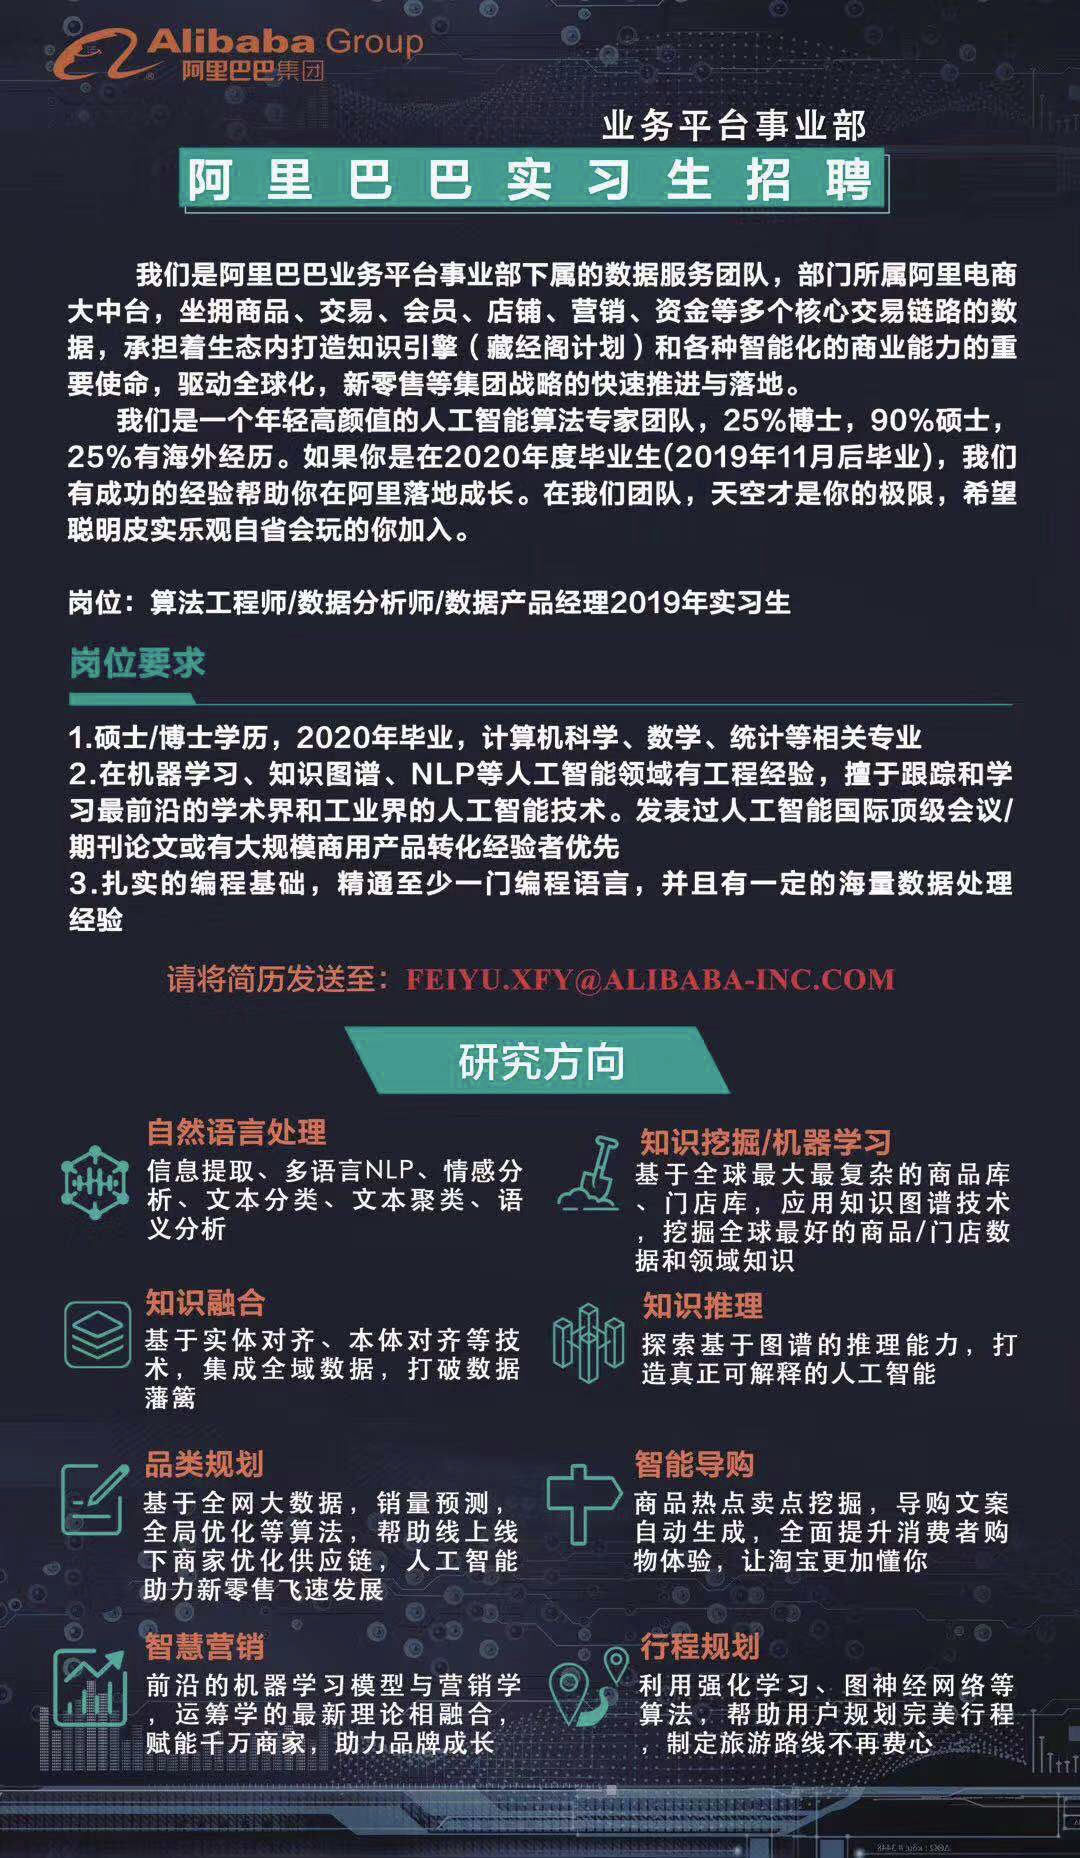 Alibaba Group
阿里巴巴集团
业务平台事业部
阿里巴巴实习生招聘
我们是阿里巴巴业务平台事业部下属的数据服务团队，部门所属阿里电商
大中台，坐拥商品、交易、会员、店铺、营销、资金等多个核心交易链路的数
据，承担着生态内打造知识引擎（藏经阁计划）和各种智能化的商业能力的重
要使命，驱动全球化，新零售等集团战略的快速推进与落地。
我们是一个年轻高颜值的人工智能算法专家团队，25%博士，90%硕士，
25%有海外经历。如果你是在2020年度毕业生(2019年11月后毕业)，我们
有成功的经验帮助你在阿里落地成长。在我们团队，天空才是你的极限，希望
聪明皮实乐观自省会玩的你加入。
岗位：算法工程师/数据分析师/数据产品经理2019年实习生
岗位要求
1.硕士/博士学历，2020年毕业，计算机科学、数学、统计等相关专业
2.在机器学习、知识图谱、NLP等人工智能领域有工程经验，擅于跟踪和学
习最前沿的学术界和工业界的人工智能技术。发表过人工智能国际顶级会议/
期刊论文或有大规模商用产品转化经验者优先
3.扎实的编程基础，精通至少一门编程语言，并且有一定的海量数据处理
经验
请将简历发送至：FEIYU.XFY@ALIBABA-INC.COM
研究方向
自然语言处理
信息提取、多语言NLP、情感分
析、文本分类、文本聚类、语
义分析
知识挖掘/机器学习
基于全球最大最复杂的商品库
、门店库，应用知识图谱技术
，挖掘全球最好的商品/门店数
据和领域知识
知识融合
基于实体对齐、本体对齐等技
术，集成全域数据，打破数据
藩篱
知识推理
探索基于图谱的推理能力，打
造真正可解释的人工智能
品类规划
基于全网大数据，销量预测，
全局优化等算法，帮助线上线
下商家优化供应链，人工智能
助力新零售飞速发展
智能导购
商品热点卖点挖掘，导购文案
自动生成，全面提升消费者购
物体验，让淘宝更加懂你
智慧营销
前沿的机器学习模型与营销学
，运筹学的最新理论相融合，
赋能千万商家，助力品牌成长
行程规划
利用强化学习、图神经网络等
算法，帮助用户规划完美行程
，制定旅游路线不再费心